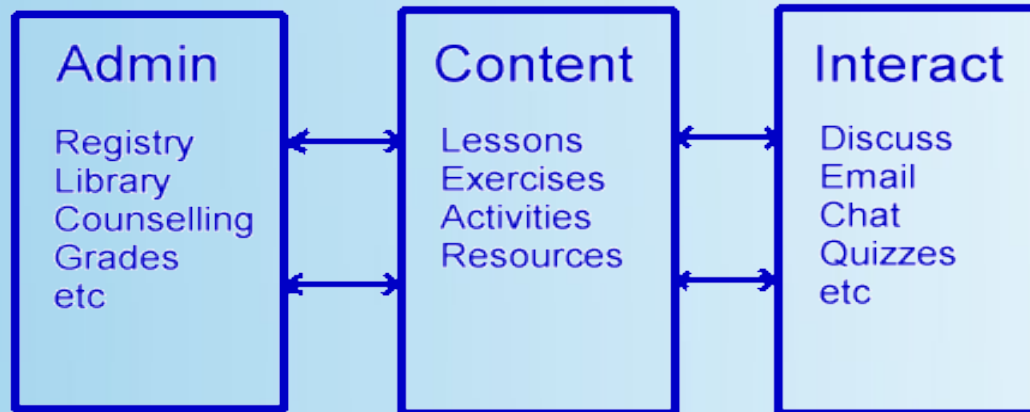 Admin
Registry
Library
Counselling
Grades
etc
Content
Lessons
Exercises
Activities
Resources
Interact
Discuss
Email
Chat
Quizzes
etc